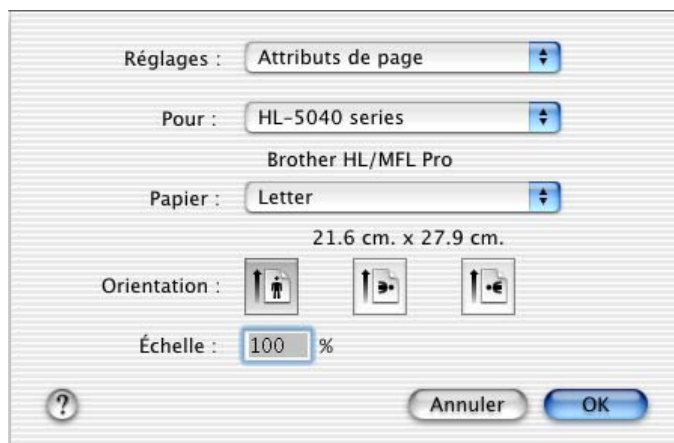 Réglages : Attributs de page
Pour : HL-5040 series
Brother HL/MFL Pro
Papier : Letter
21.6 cm. x 27.9 cm.
Orientation :
Échelle : 100 %
? Annuler OK